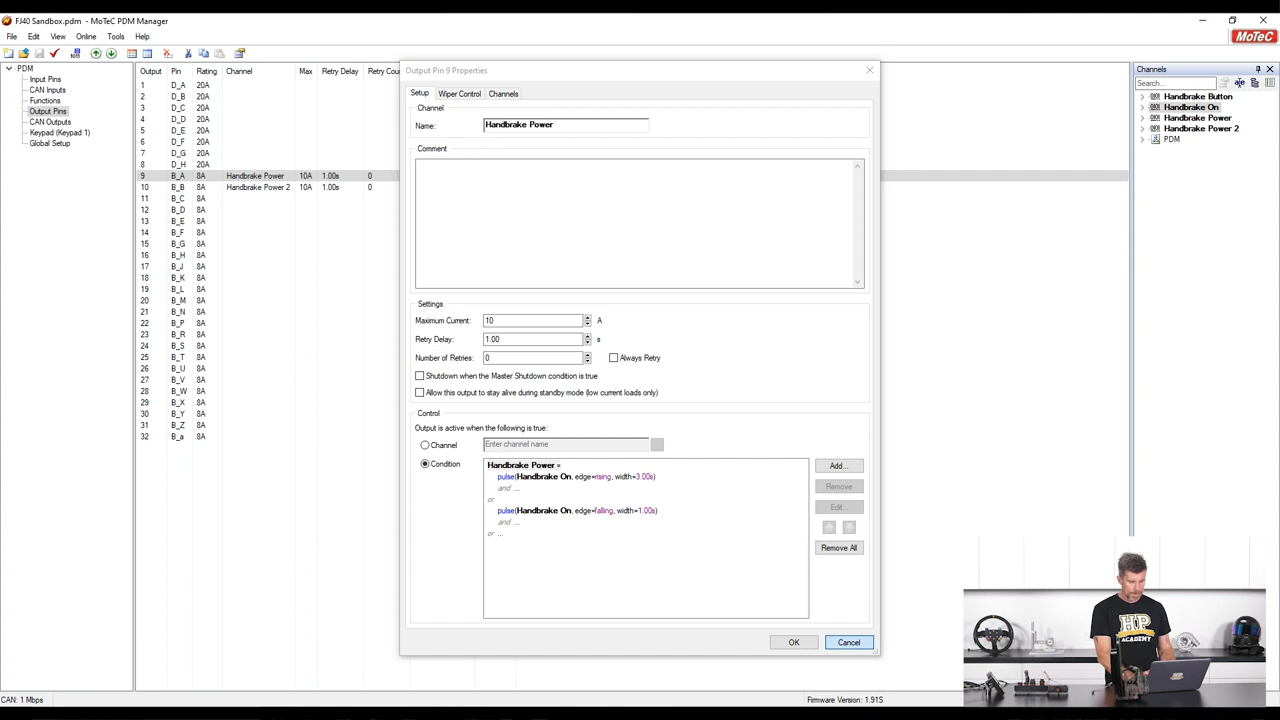 FJ40 Sandbox.pdm - MoTeC PDM Manager
File Edit View Online Tools Help
MoTeC
PDM
Input Pins
CAN Inputs
Functions
Output Pins
CAN Outputs
Keypad (Keypad 1)
Global Setup
Output Pin Rating Channel Max Retry Delay Retry Cou
1 D_A 20A
2 D_B 20A
3 D_C 20A
4 D_D 20A
5 D_E 20A
6 D_F 20A
7 D_G 20A
8 D_H 20A
9 B_A 8A Handbrake Power 10A 1.00s 0
10 B_B 8A Handbrake Power 2 10A 1.00s 0
11 B_C 8A
12 B_D 8A
13 B_E 8A
14 B_F 8A
15 B_G 8A
16 B_H 8A
17 B_J 8A
18 B_K 8A
19 B_L 8A
20 B_M 8A
21 B_N 8A
22 B_P 8A
23 B_R 8A
24 B_S 8A
25 B_T 8A
26 B_U 8A
27 B_V 8A
28 B_W 8A
29 B_X 8A
30 B_Y 8A
31 B_Z 8A
32 B_a 8A
Output Pin 9 Properties
Setup Wiper Control Channels
Channel
Name: Handbrake Power
Comment
Settings
Maximum Current: 10 A
Retry Delay: 1.00 s
Number of Retries: 0 Always Retry
Shutdown when the Master Shutdown condition is true
Allow this output to stay alive during standby mode (low current loads only)
Control
Output is active when the following is true:
Channel Enter channel name
Condition
Handbrake Power =
pulse(Handbrake On, edge=rising, width=3.00s)
and ...
or
pulse(Handbrake On, edge=falling, width=1.00s)
and ...
or ...
Add...
Remove
Edit...
Remove All
OK Cancel
Channels
Search...
Handbrake Button
Handbrake On
Handbrake Power
Handbrake Power 2
PDM
HP
ACADEMY
CAN: 1 Mbps
Firmware Version: 1.91S